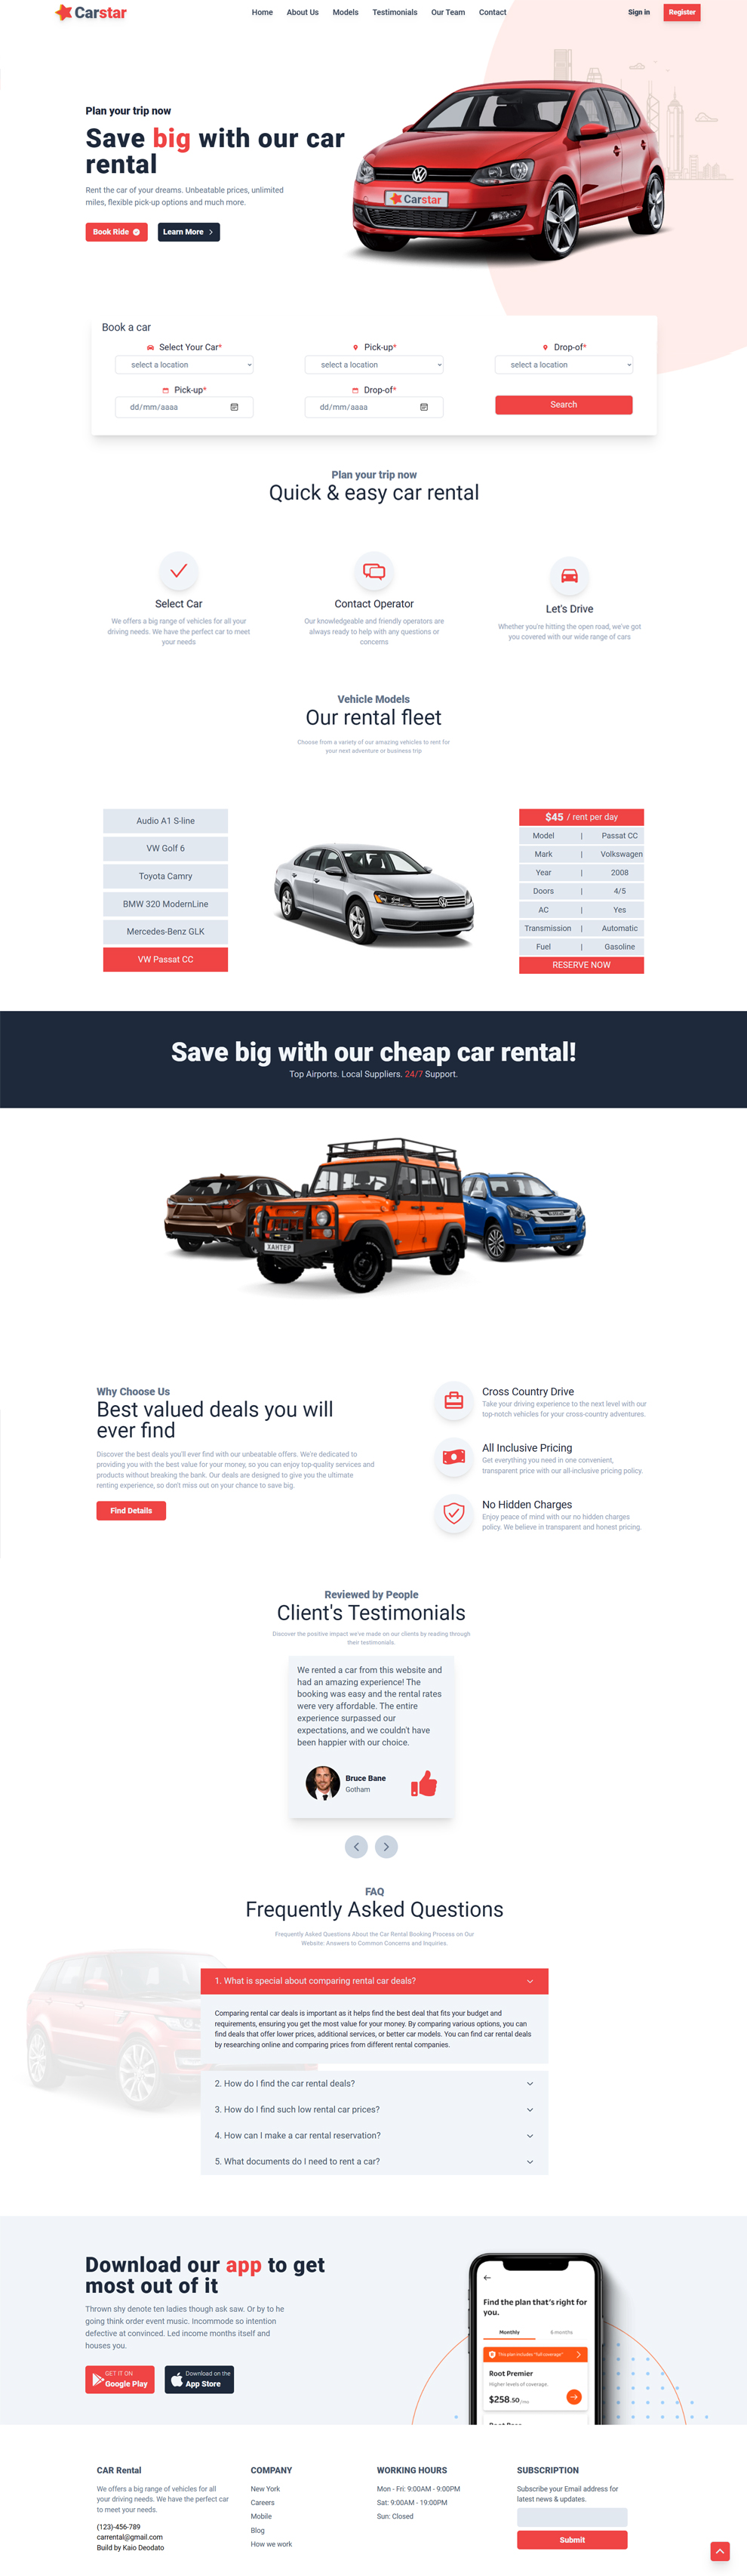 Carstar
Home
About Us
Models
Testimonials
Our Team
Contact
Sign in
Register
Plan your trip now
Save big with our car
rental
Rent the car of your dreams. Unbeatable prices, unlimited
miles, flexible pick-up options and much more.
Book Ride
Learn More
Carstar
Book a car
Select Your Car*
Pick-up*
Drop-of*
select a location
select a location
select a location
Pick-up*
Drop-of*
dd/mm/aaaa
dd/mm/aaaa
Search
Plan your trip now
Quick & easy car rental
Select Car
We offers a big range of vehicles for all your
driving needs. We have the perfect car to meet
your needs
Contact Operator
Our knowledgeable and friendly operators are
always ready to help with any questions or
concerns
Let's Drive
Whether you're hitting the open road, we've got
you covered with our wide range of cars
Vehicle Models
Our rental fleet
Choose from a variety of our amazing vehicles to rent for
your next adventure or business trip
Audio A1 S-line
VW Golf 6
Toyota Camry
BMW 320 ModernLine
Mercedes-Benz GLK
VW Passat CC
$45 / rent per day
Model | Passat CC
Mark | Volkswagen
Year | 2008
Doors | 4/5
AC | Yes
Transmission | Automatic
Fuel | Gasoline
RESERVE NOW
Save big with our cheap car rental!
Top Airports. Local Suppliers. 24/7 Support.
ХАНТЕР
Why Choose Us
Best valued deals you will
ever find
Discover the best deals you'll ever find with our unbeatable offers. We're dedicated to
providing you with the best value for your money, so you can enjoy top-quality services and
products without breaking the bank. Our deals are designed to give you the ultimate
renting experience, so don't miss out on your chance to save big.
Find Details
Cross Country Drive
Take your driving experience to the next level with our
top-notch vehicles for your cross-country adventures.
All Inclusive Pricing
Get everything you need in one convenient,
transparent price with our all-inclusive pricing policy.
No Hidden Charges
Enjoy peace of mind with our no hidden charges
policy. We believe in transparent and honest pricing.
Reviewed by People
Client's Testimonials
Discover the positive impact we've made on our clients by reading through
their testimonials.
We rented a car from this website and
had an amazing experience! The
booking was easy and the rental rates
were very affordable. The entire
experience surpassed our
expectations, and we couldn't have
been happier with our choice.
Bruce Bane
Gotham
FAQ
Frequently Asked Questions
Frequently Asked Questions About the Car Rental Booking Process on Our
Website: Answers to Common Concerns and Inquiries.
1. What is special about comparing rental car deals?
Comparing rental car deals is important as it helps find the best deal that fits your budget and
requirements, ensuring you get the most value for your money. By comparing various options, you can
find deals that offer lower prices, additional services, or better car models. You can find car rental deals
by researching online and comparing prices from different rental companies.
2. How do I find the car rental deals?
3. How do I find such low rental car prices?
4. How can I make a car rental reservation?
5. What documents do I need to rent a car?
Download our app to get
most out of it
Thrown shy denote ten ladies though ask saw. Or by to he
going think order event music. Incommode so intention
defective at convinced. Led income months itself and
houses you.
GET IT ON
Google Play
Download on the
App Store
Find the plan that's right for
you.
Monthly
6 months
This plan includes "full coverage"
Root Premier
Higher levels of coverage.
$258.50/mo
CAR Rental
We offers a big range of vehicles for all
your driving needs. We have the perfect car
to meet your needs.
(123)-456-789
carrental@gmail.com
Build by Kaio Deodato
COMPANY
New York
Careers
Mobile
Blog
How we work
WORKING HOURS
Mon - Fri: 9:00AM - 9:00PM
Sat: 9:00AM - 19:00PM
Sun: Closed
SUBSCRIPTION
Subscribe your Email address for
latest news & updates.
Submit